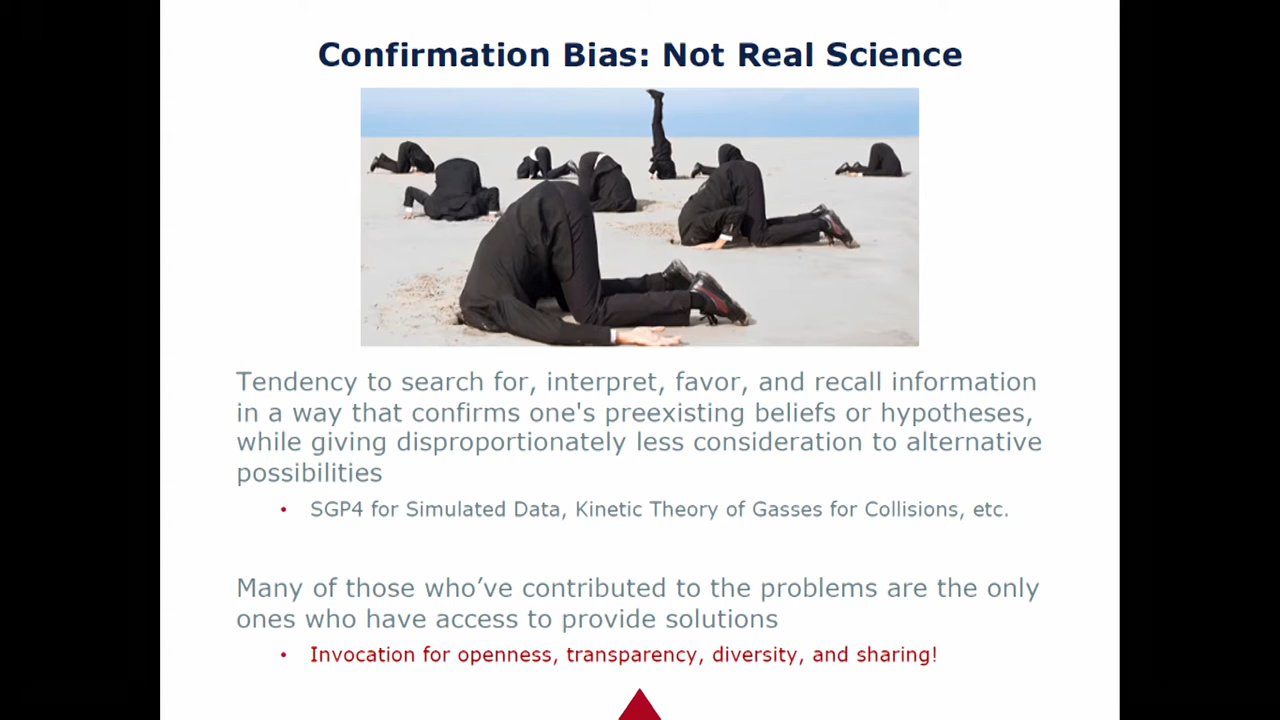 Confirmation Bias: Not Real Science
Tendency to search for, interpret, favor, and recall information
in a way that confirms one's preexisting beliefs or hypotheses,
while giving disproportionately less consideration to alternative
possibilities
• SGP4 for Simulated Data, Kinetic Theory of Gasses for Collisions, etc.
Many of those who’ve contributed to the problems are the only
ones who have access to provide solutions
• Invocation for openness, transparency, diversity, and sharing!